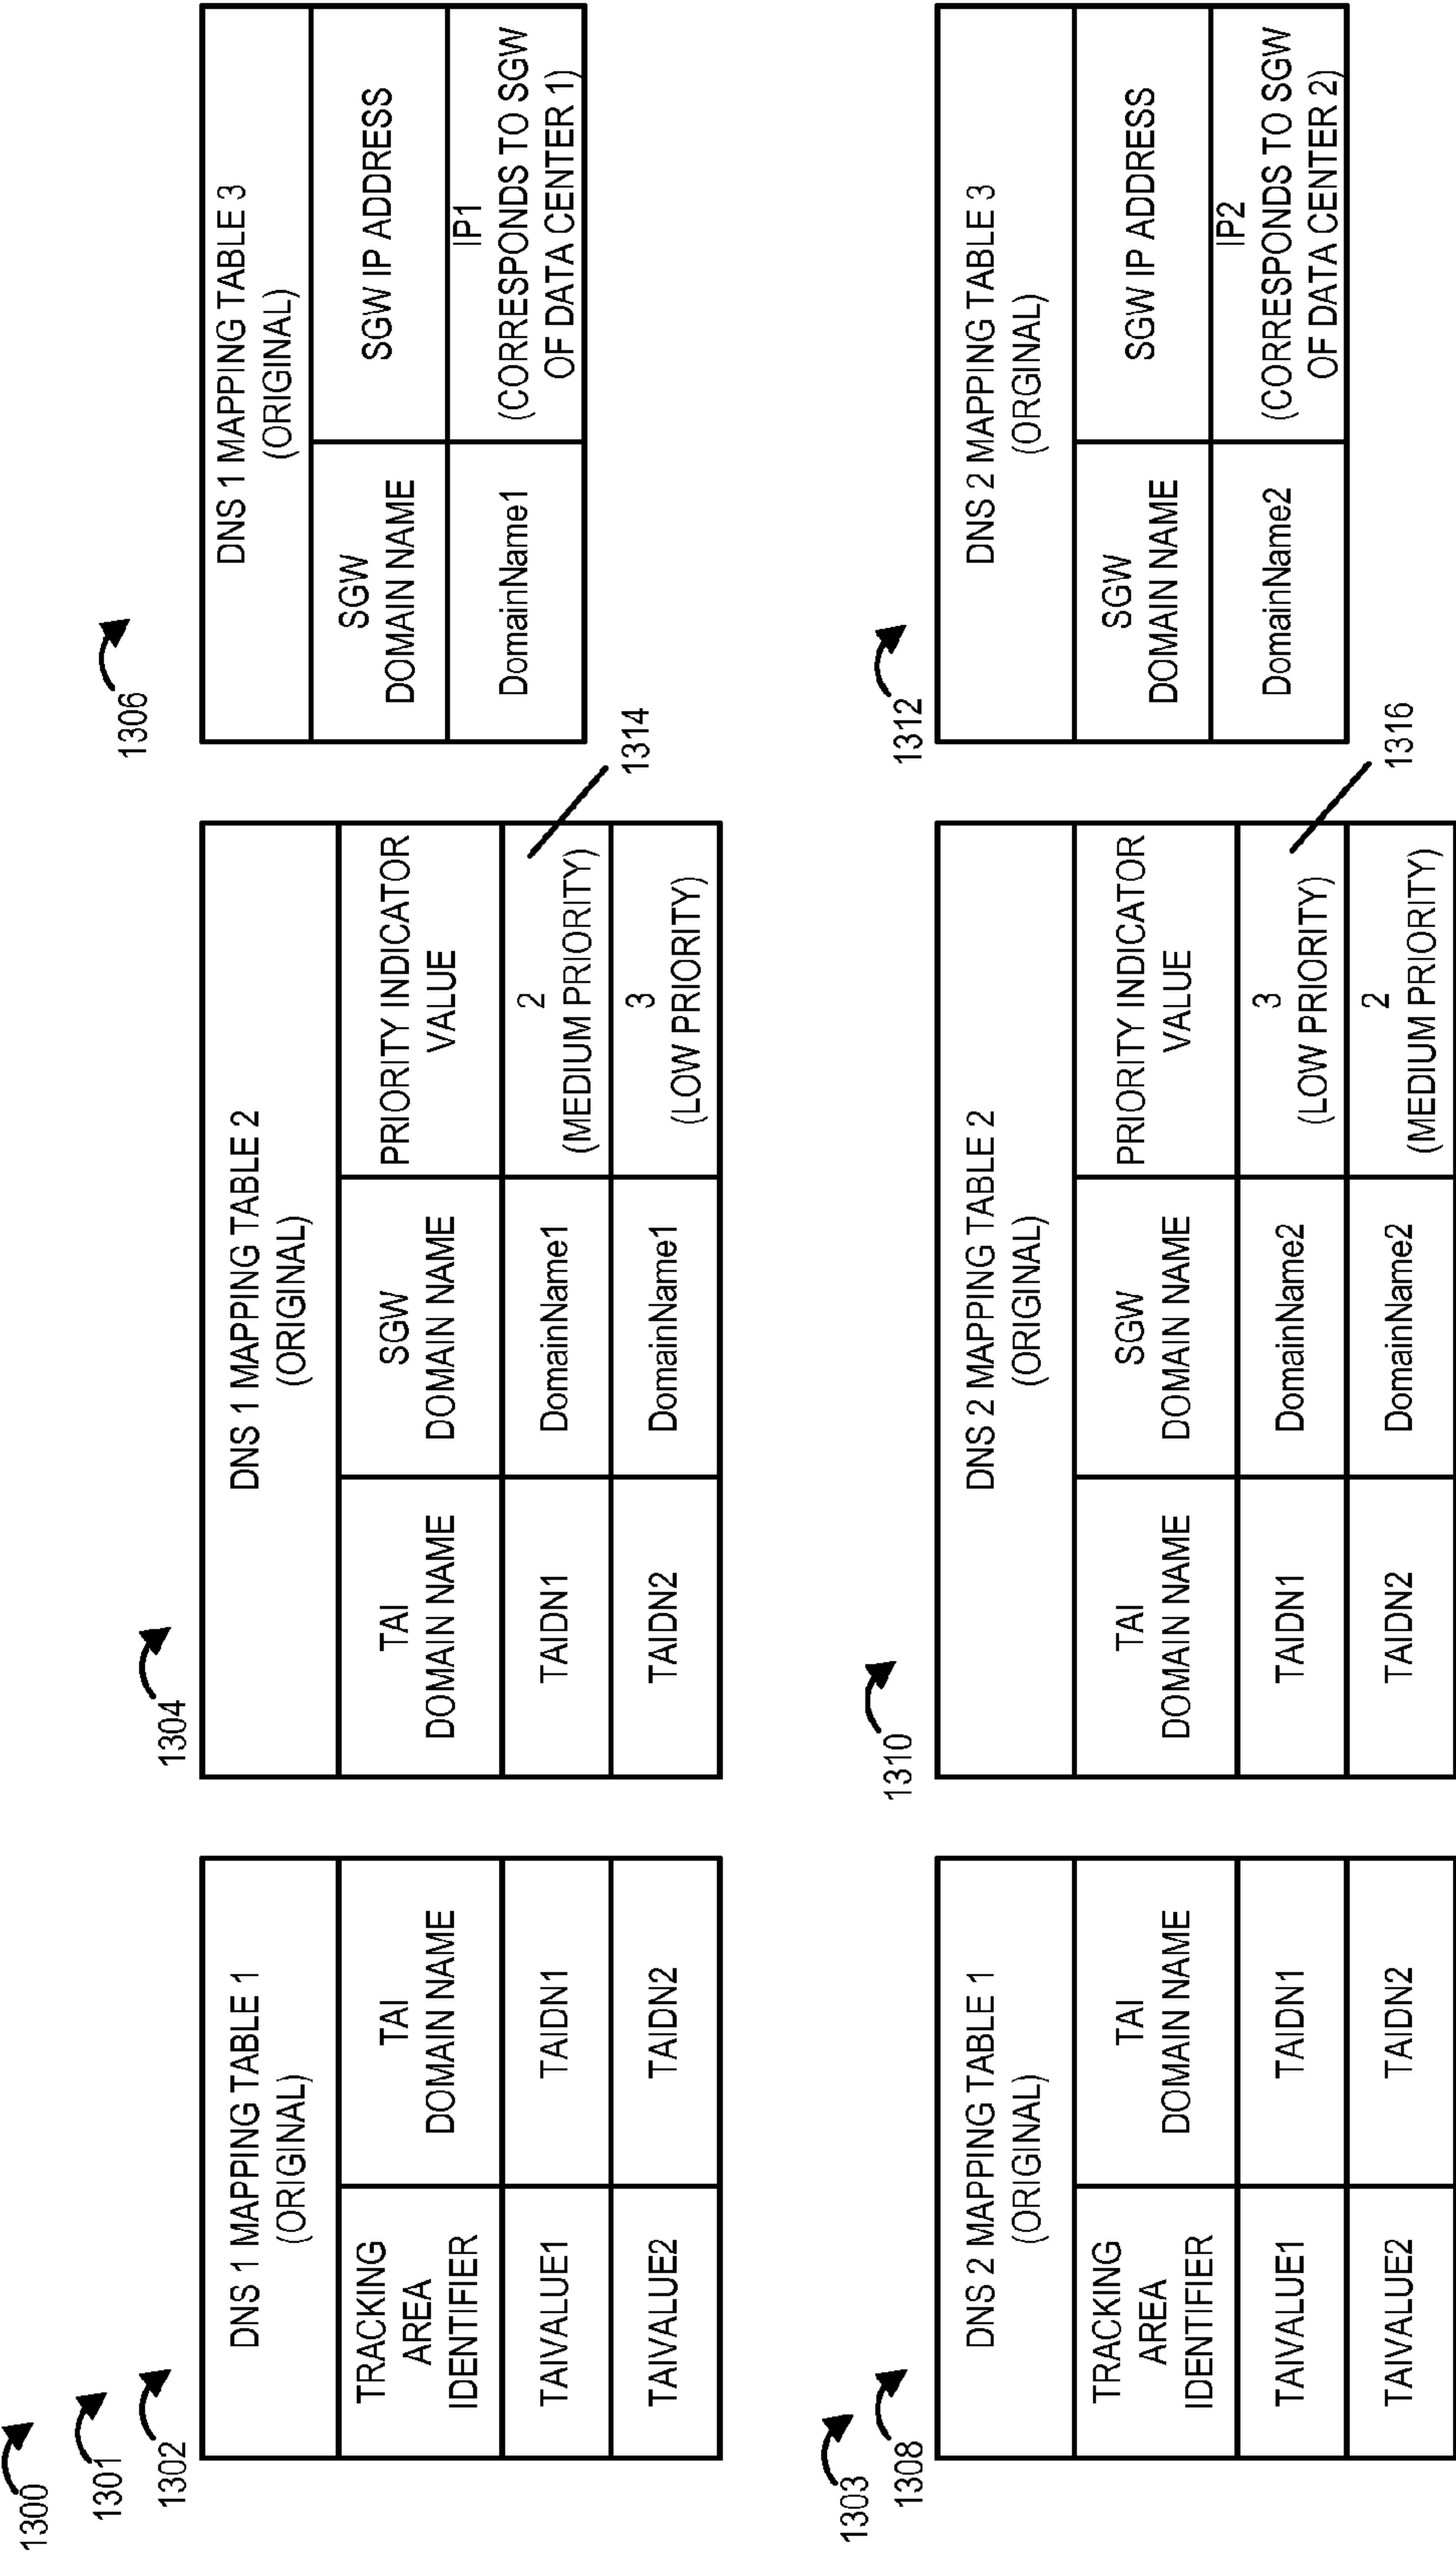 1300
1301
1302
DNS 1 MAPPING TABLE 1
(ORIGINAL)
TRACKING
AREA
IDENTIFIER
TAI
DOMAIN NAME
TAIVALUE1
TAIDN1
TAIVALUE2
TAIDN2
1304
DNS 1 MAPPING TABLE 2
(ORIGINAL)
TAI
DOMAIN NAME
SGW
DOMAIN NAME
PRIORITY INDICATOR
VALUE
TAIDN1
DomainName1
2
(MEDIUM PRIORITY)
TAIDN2
DomainName1
3
(LOW PRIORITY)
1314
1306
DNS 1 MAPPING TABLE 3
(ORIGINAL)
SGW
DOMAIN NAME
SGW IP ADDRESS
DomainName1
IP1
(CORRESPONDS TO SGW
OF DATA CENTER 1)
1303
1308
DNS 2 MAPPING TABLE 1
(ORIGINAL)
TRACKING
AREA
IDENTIFIER
TAI
DOMAIN NAME
TAIVALUE1
TAIDN1
TAIVALUE2
TAIDN2
1310
DNS 2 MAPPING TABLE 2
(ORIGINAL)
TAI
DOMAIN NAME
SGW
DOMAIN NAME
PRIORITY INDICATOR
VALUE
TAIDN1
DomainName2
3
(LOW PRIORITY)
TAIDN2
DomainName2
2
(MEDIUM PRIORITY)
1316
1312
DNS 2 MAPPING TABLE 3
(ORGINAL)
SGW
DOMAIN NAME
SGW IP ADDRESS
DomainName2
IP2
(CORRESPONDS TO SGW
OF DATA CENTER 2)